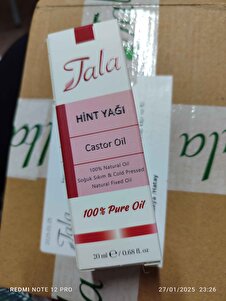 Tala
HİNT YAĞI
Castor Oil
100% Natural Oil
Soğuk Sıkım & Cold Pressed
Natural Fixed Oil
100% Pure Oil
20 ml ℮ / 0.68 fl.oz
Tala
Hatay
REDMI NOTE 12 PRO
27/01/2025 23:26